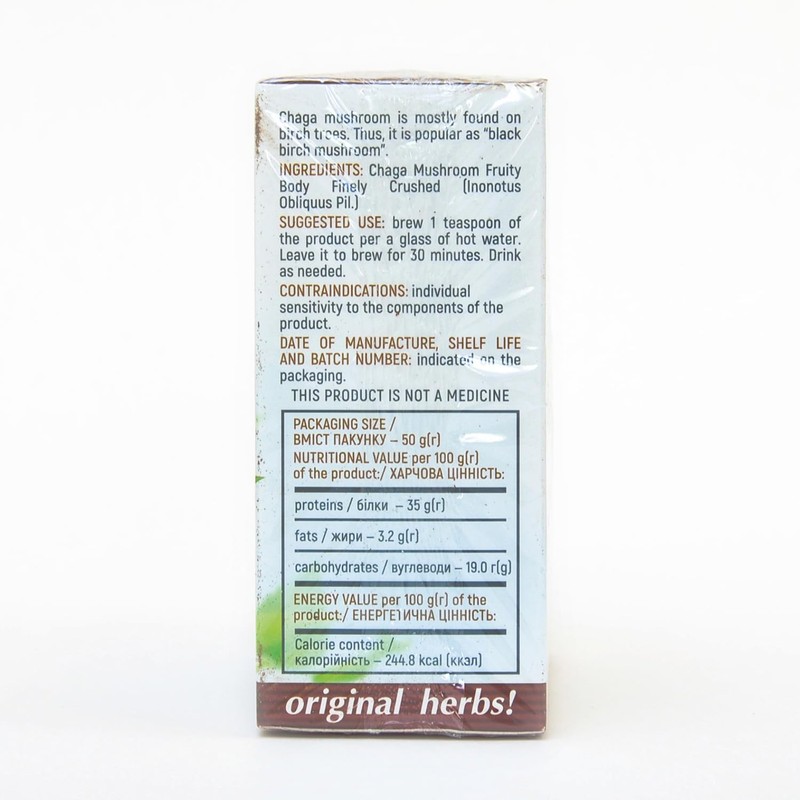 Chaga mushroom is mostly found on
birch trees. Thus, it is popular as “black
birch mushroom”.
INGREDIENTS: Chaga Mushroom Fruity
Body Finely Crushed (Inonotus
Obliquus Pil.)
SUGGESTED USE: brew 1 teaspoon of
the product per a glass of hot water.
Leave it to brew for 30 minutes. Drink
as needed.
CONTRAINDICATIONS: individual
sensitivity to the components of the
product.
DATE OF MANUFACTURE, SHELF LIFE
AND BATCH NUMBER: indicated on the
packaging.
THIS PRODUCT IS NOT A MEDICINE
PACKAGING SIZE /
ВМІСТ ПАКУНКУ – 50 g(г)
NUTRITIONAL VALUE per 100 g(г)
of the product:/ ХАРЧОВА ЦІННІСТЬ:
proteins / білки – 35 g(г)
fats / жири – 3.2 g(г)
carbohydrates / вуглеводи – 19.0 г(g)
ENERGY VALUE per 100 g(г) of the
product:/ ЕНЕРГЕТИЧНА ЦІННІСТЬ:
Calorie content /
калорійність – 244.8 kcal (ккал)
original herbs!